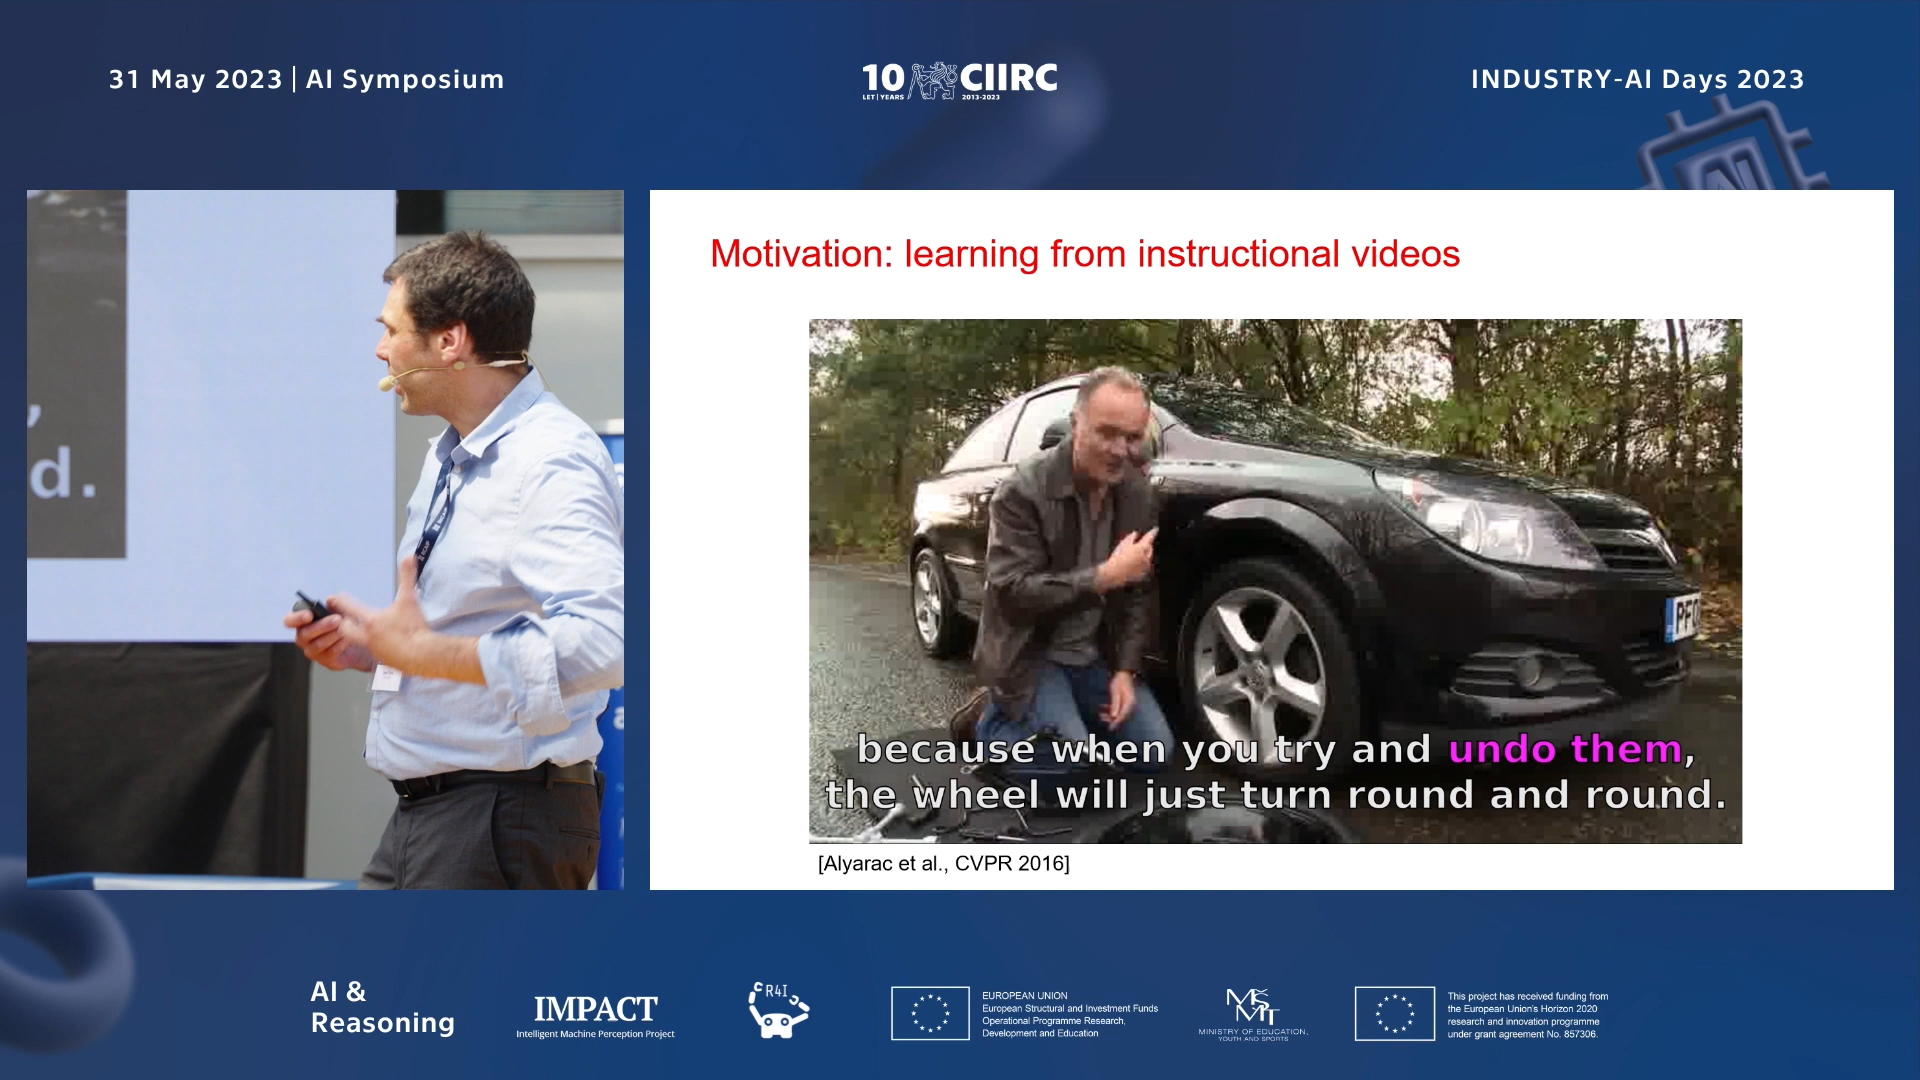 31 May 2023 | AI Symposium
10 CIIRC
LET | YEARS 2013-2023
INDUSTRY-AI Days 2023
AI
d.
Motivation: learning from instructional videos
because when you try and undo them,
the wheel will just turn round and round.
[Alyarac et al., CVPR 2016]
AI &
Reasoning
IMPACT
Intelligent Machine Perception Project
R4I
EUROPEAN UNION
European Structural and Investment Funds
Operational Programme Research,
Development and Education
MSMT
MINISTRY OF EDUCATION,
YOUTH AND SPORTS
This project has received funding from
the European Union's Horizon 2020
research and innovation programme
under grant agreement No. 857306.